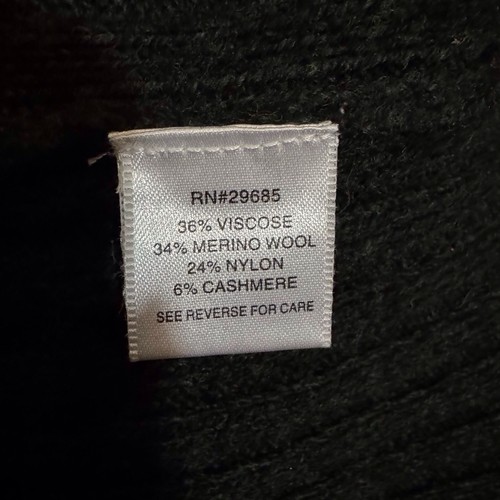 RN#29685
36% VISCOSE
34% MERINO WOOL
24% NYLON
6% CASHMERE
SEE REVERSE FOR CARE